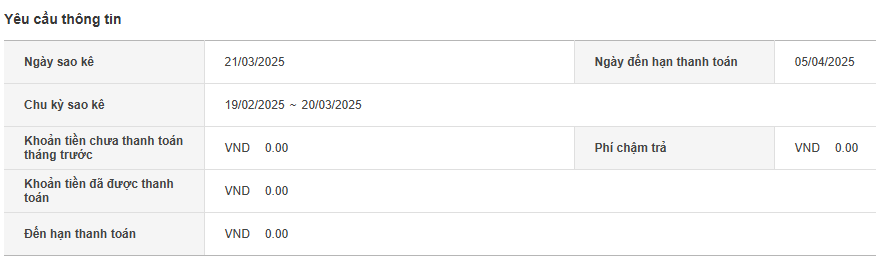 Yêu cầu thông tin
Ngày sao kê 21/03/2025 Ngày đến hạn thanh toán 05/04/2025
Chu kỳ sao kê 19/02/2025 ~ 20/03/2025
Khoản tiền chưa thanh toán
tháng trước VND 0.00 Phí chậm trả VND 0.00
Khoản tiền đã được thanh
toán VND 0.00
Đến hạn thanh toán VND 0.00